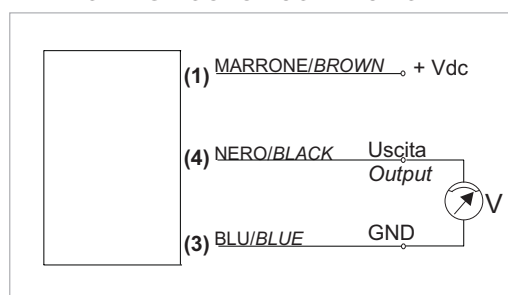 (1) MARRONE/BROWN + Vdc
(4) NERO/BLACK Uscita
Output
V
(3) BLU/BLUE GND